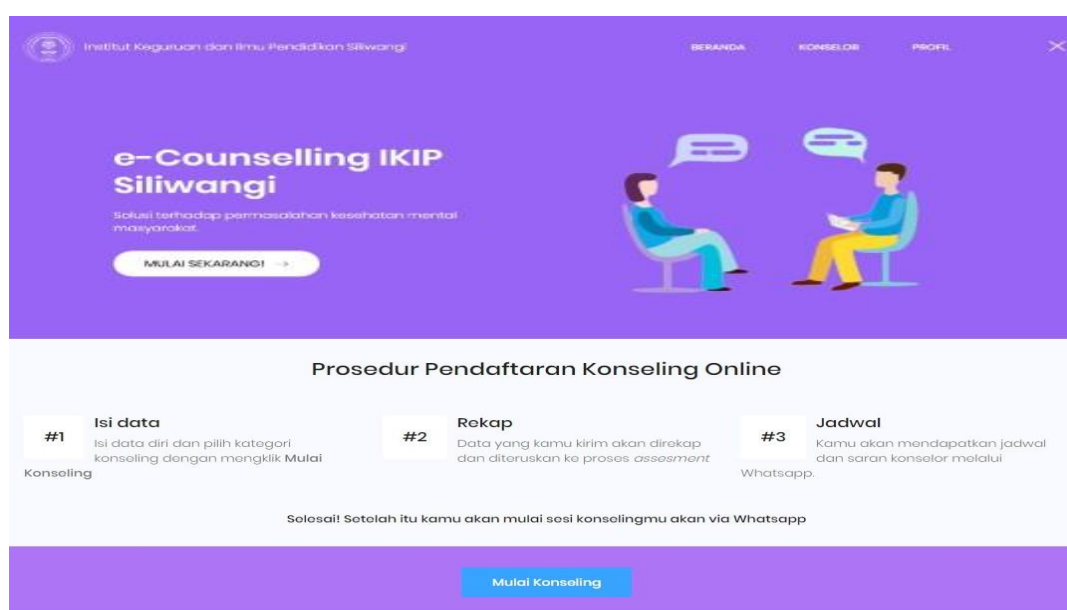 Institut Keguruan dan Ilmu Pendidikan Siliwangi
BERANDA KONSELOR PROFIL
e-Counselling IKIP
Siliwangi
Solusi terhadap permasalahan kesehatan mental
masyarakat.
MULAI SEKARANG! →
Prosedur Pendaftaran Konseling Online
#1
Isi data
Isi data diri dan pilih kategori
konseling dengan mengklik Mulai
Konseling
#2
Rekap
Data yang kamu kirim akan direkap
dan diteruskan ke proses assesment
#3
Jadwal
Kamu akan mendapatkan jadwal
dan saran konselor melalui
Whatsapp.
Selesai! Setelah itu kamu akan mulai sesi konselingmu akan via Whatsapp
Mulai Konseling